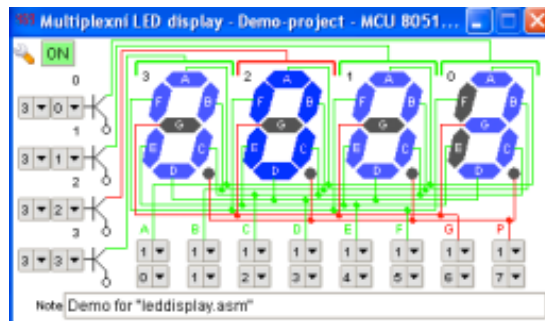 Multiplexní LED display - Demo-project - MCU 8051...
ON
3 2 1 0
A A A A
F B F B F B F B
G G G G
E C E C E C E C
D D D D
0
3 0
1
3 1
2
3 2
3
3 3
A B C D E F G P
1 1 1 1 1 1 1 1
0 1 2 3 4 5 6 7
Note Demo for "leddisplay.asm"